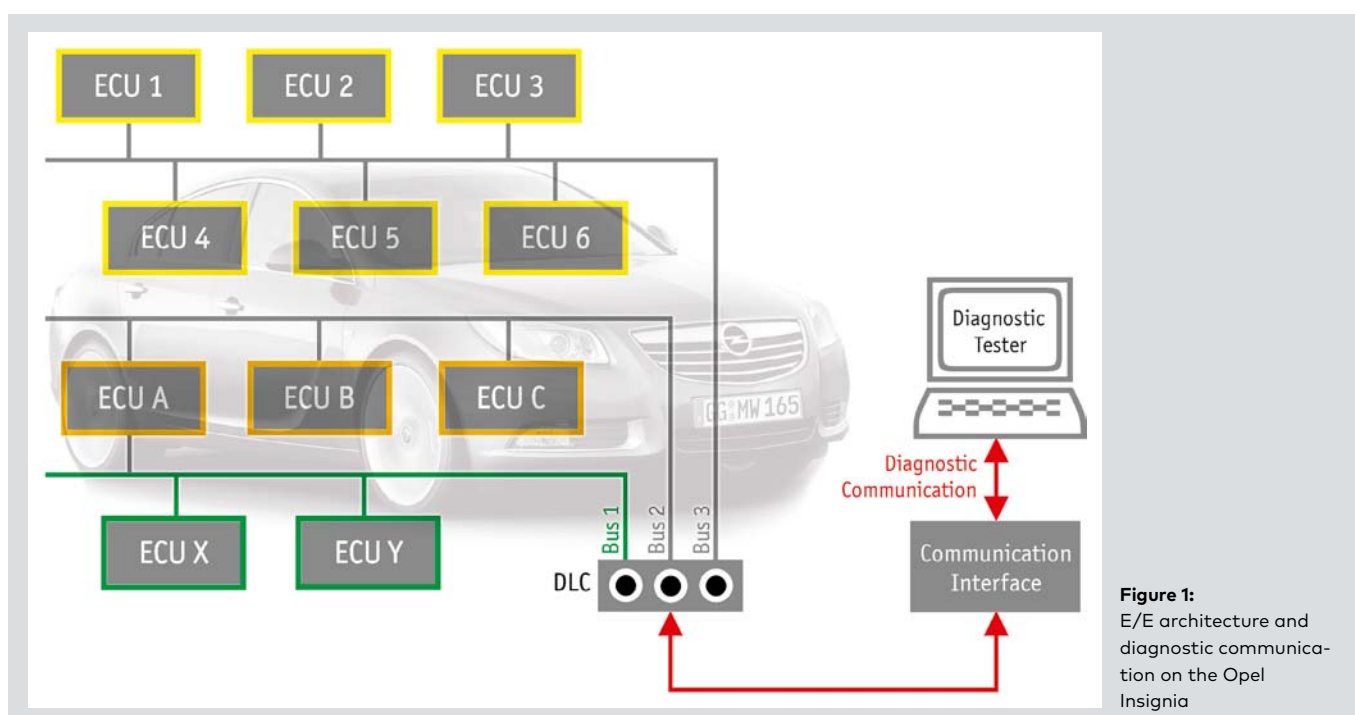 ECU 1
ECU 2
ECU 3
ECU 4
ECU 5
ECU 6
ECU A
ECU B
ECU C
GG MW 165
ECU X
ECU Y
Bus 1
Bus 2
Bus 3
DLC
Diagnostic
Tester
Diagnostic
Communication
Communication
Interface
Figure 1:
E/E architecture and
diagnostic communica-
tion on the Opel
Insignia